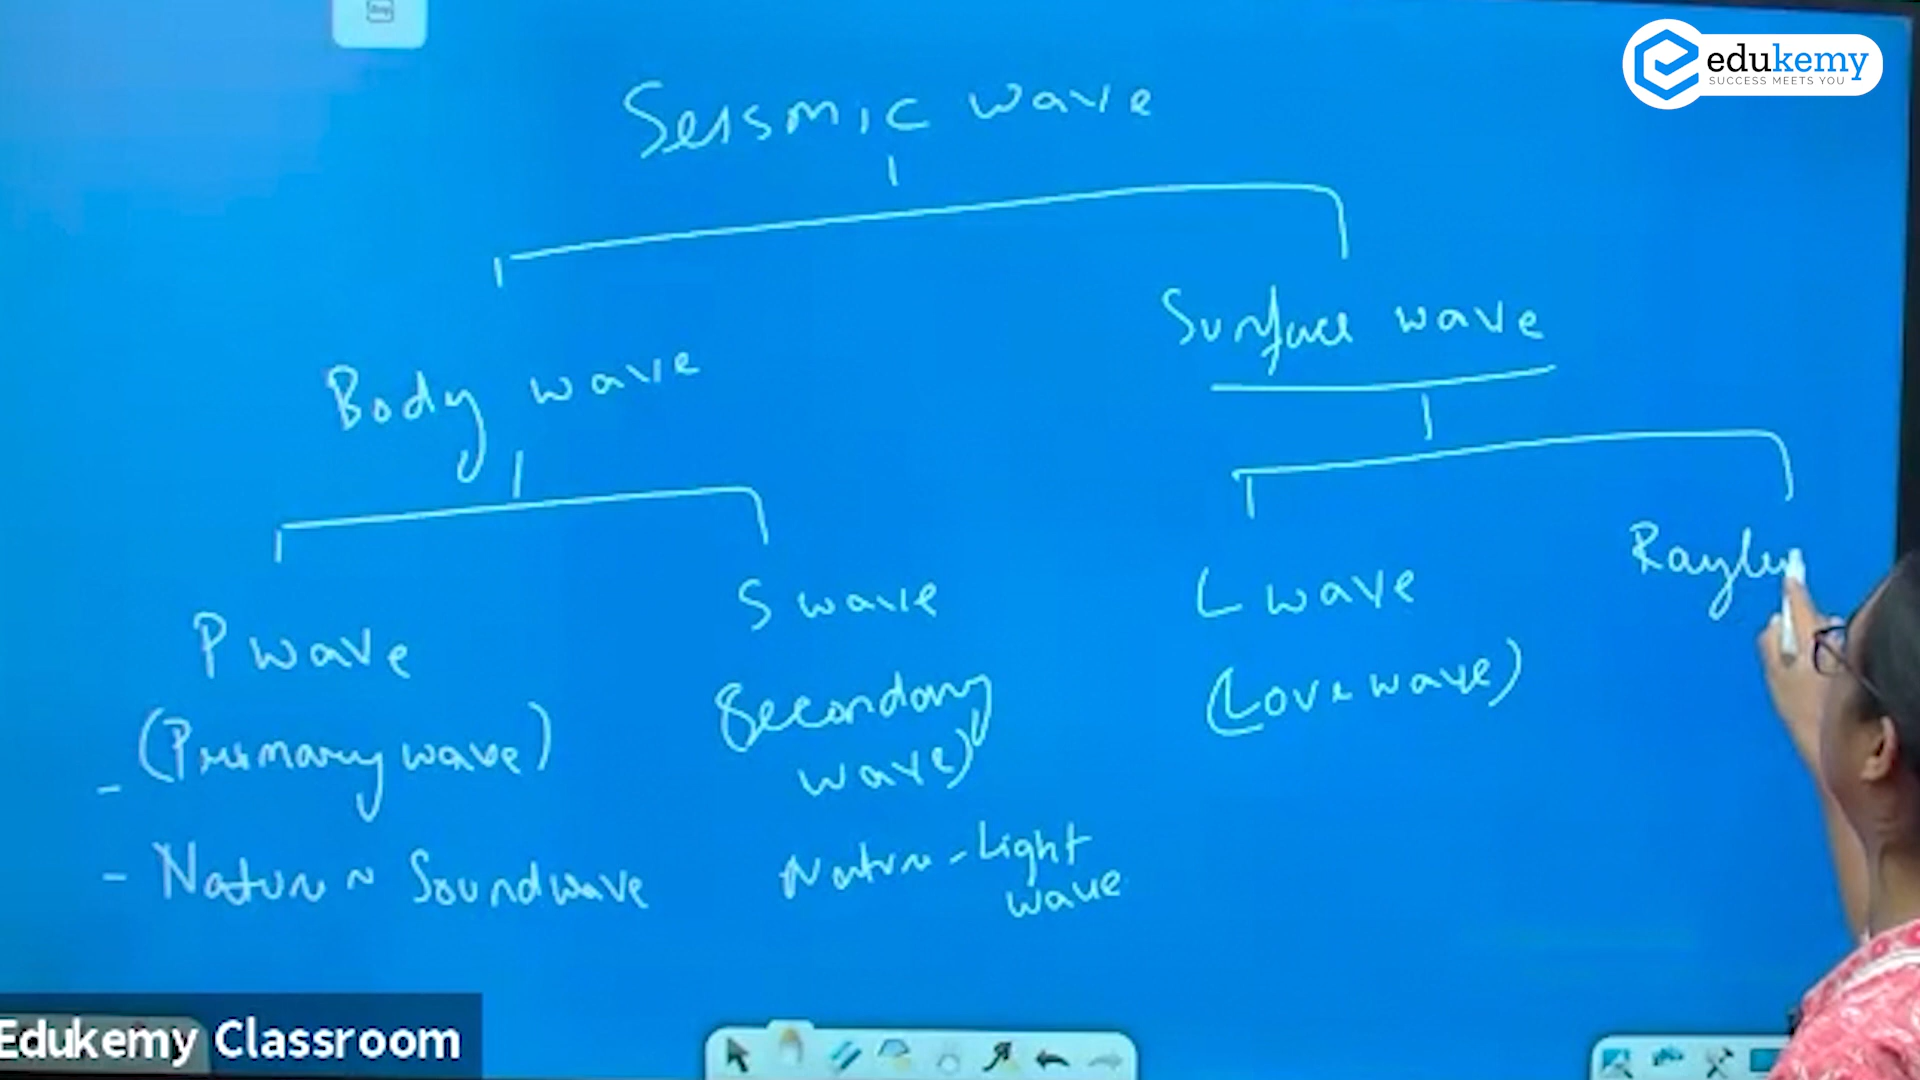 edukemy
SUCCESS MEETS YOU
Seismic wave
Body wave
Surface wave
P wave
(Primary wave)
- Nature ~ Soundwave
S wave
(Secondary
wave)
Nature - Light
wave
L wave
(Love wave)
Rayle
Edukemy Classroom